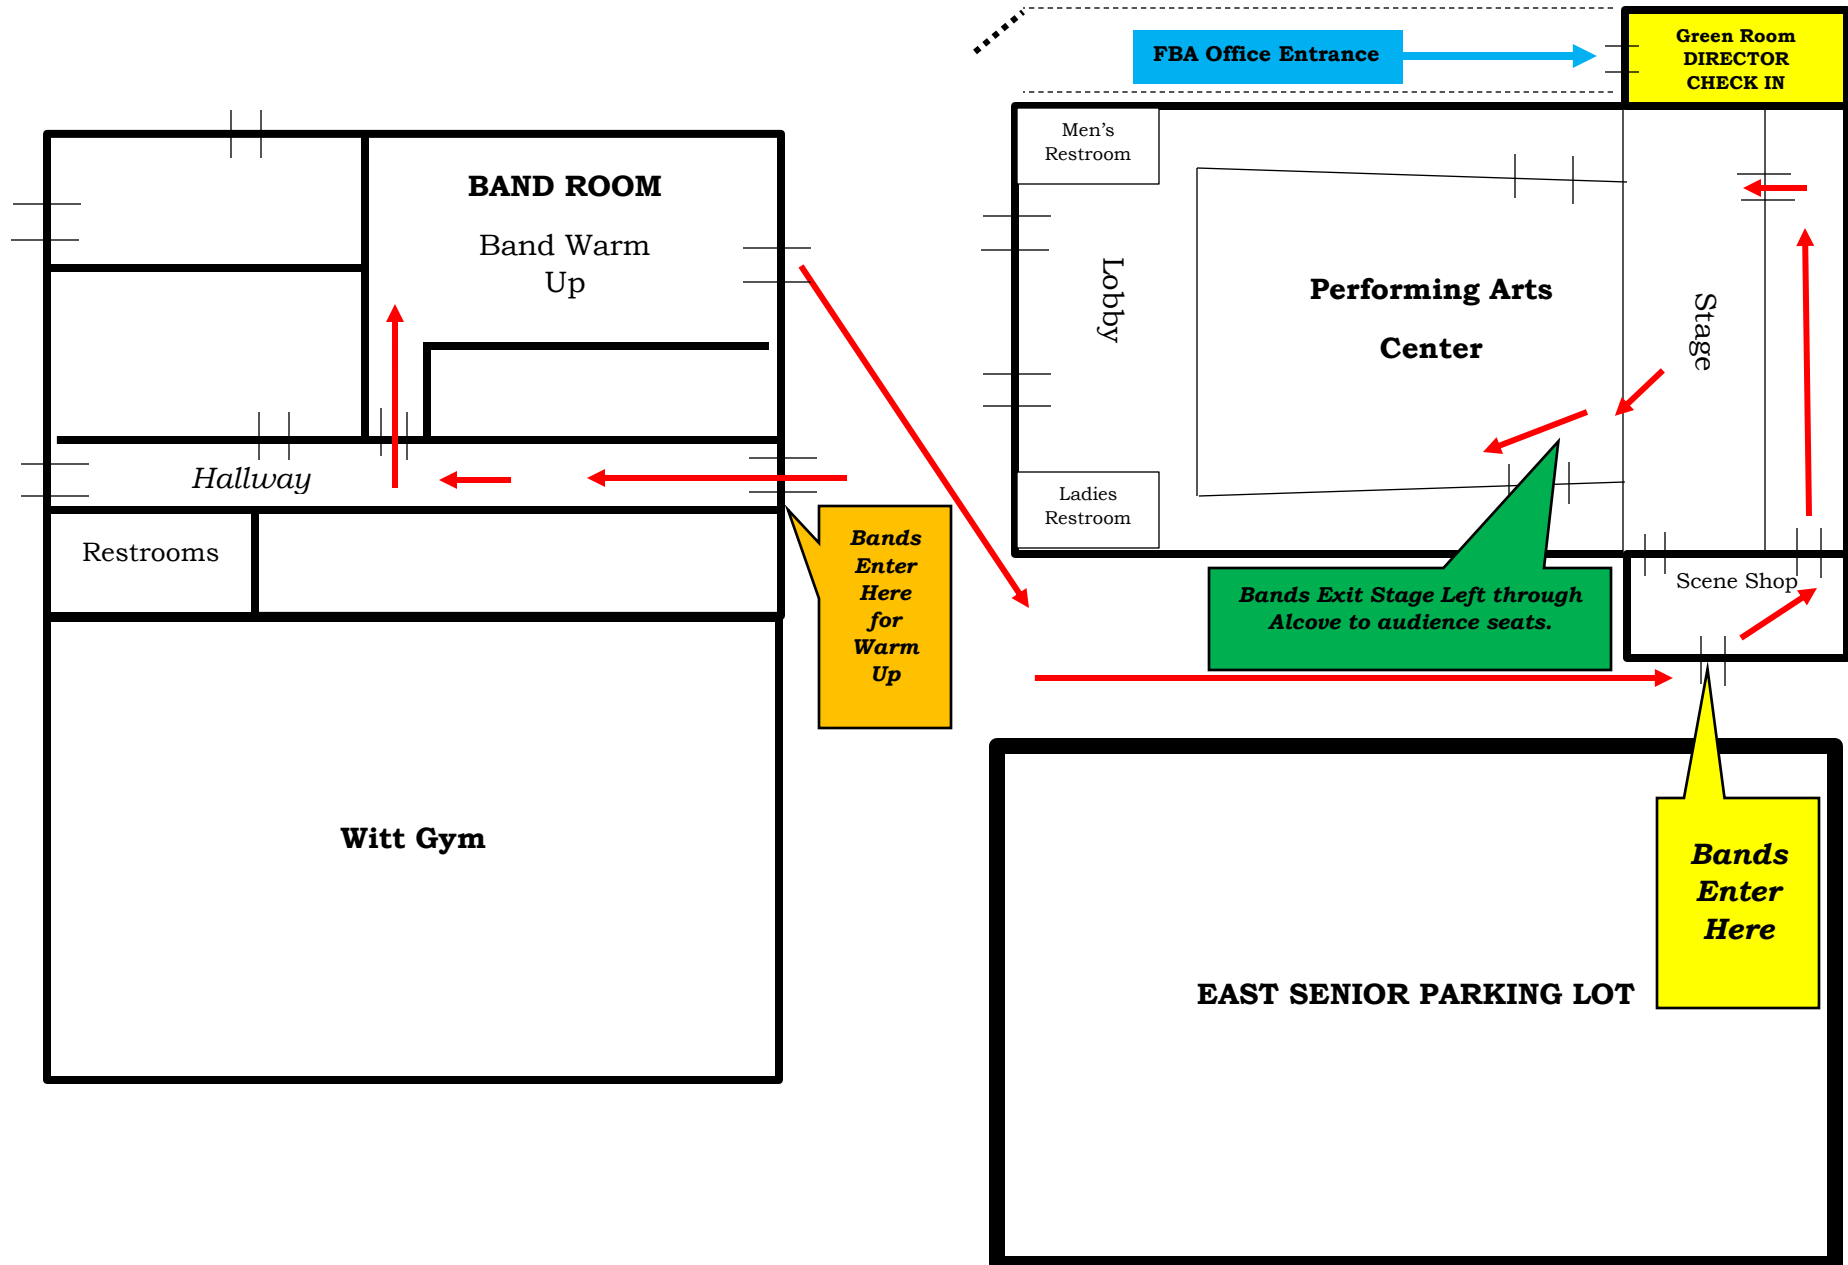 FBA Office Entrance
Green Room
DIRECTOR
CHECK IN
Men's
Restroom
BAND ROOM
Band Warm
Up
Lobby
Performing Arts
Center
Stage
Hallway
Ladies
Restroom
Restrooms
Bands
Enter
Here
for
Warm
Up
Bands Exit Stage Left through
Alcove to audience seats.
Scene Shop
Witt Gym
Bands
Enter
Here
EAST SENIOR PARKING LOT